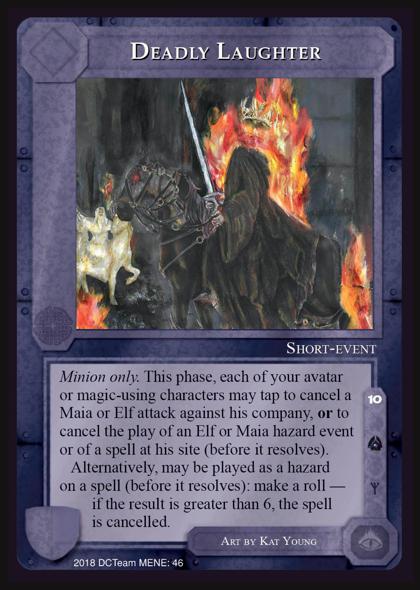 DEADLY LAUGHTER
SHORT-EVENT
Minion only. This phase, each of your avatar
or magic-using characters may tap to cancel a
Maia or Elf attack against his company, or to
cancel the play of an Elf or Maia hazard event
or of a spell at his site (before it resolves).
Alternatively, may be played as a hazard
on a spell (before it resolves): make a roll —
if the result is greater than 6, the spell
is cancelled.
10
ART BY KAT YOUNG
2018 DCTeam MENE: 46